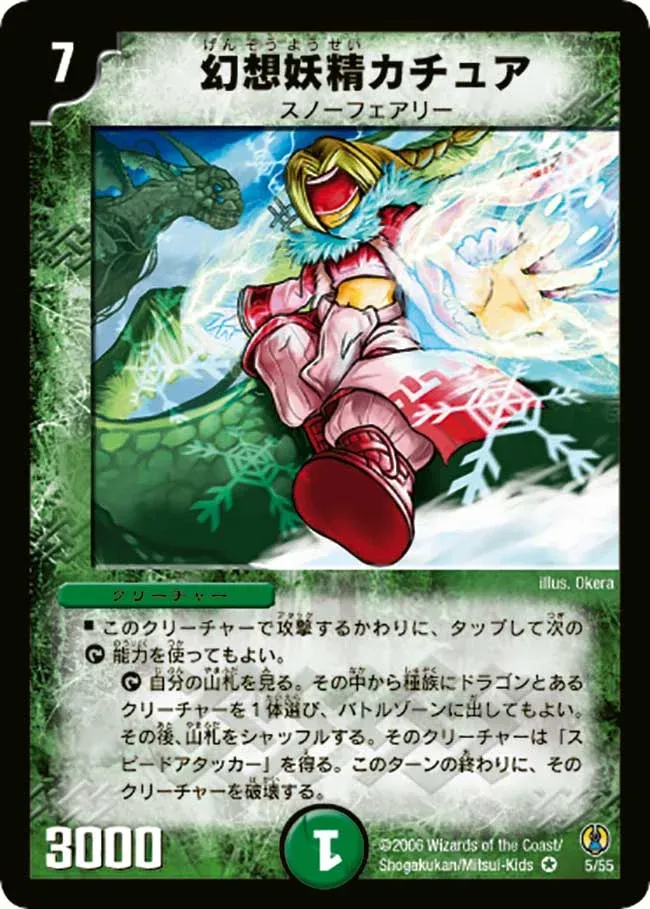 7
げんそうようせい
幻想妖精カチュア
スノーフェアリー
illus. Okera
クリーチャー
■ このクリーチャーで攻撃するかわりに、タップして次の
能力を使ってもよい。
自分の山札を見る。その中から種族にドラゴンとある
クリーチャーを1体選び、バトルゾーンに出してもよい。
その後、山札をシャッフルする。そのクリーチャーは「ス
ピードアタッカー」を得る。このターンの終わりに、その
クリーチャーを破壊する。
3000
1
©2006 Wizards of the Coast/
Shogakukan/Mitsui-Kids
5/55